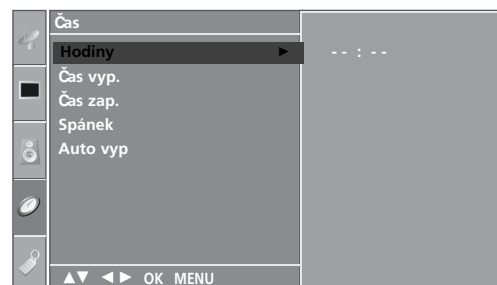 Čas
Hodiny ► - - : - -
Čas vyp.
Čas zap.
Spánek
Auto vyp
▲▼ ◄► OK MENU